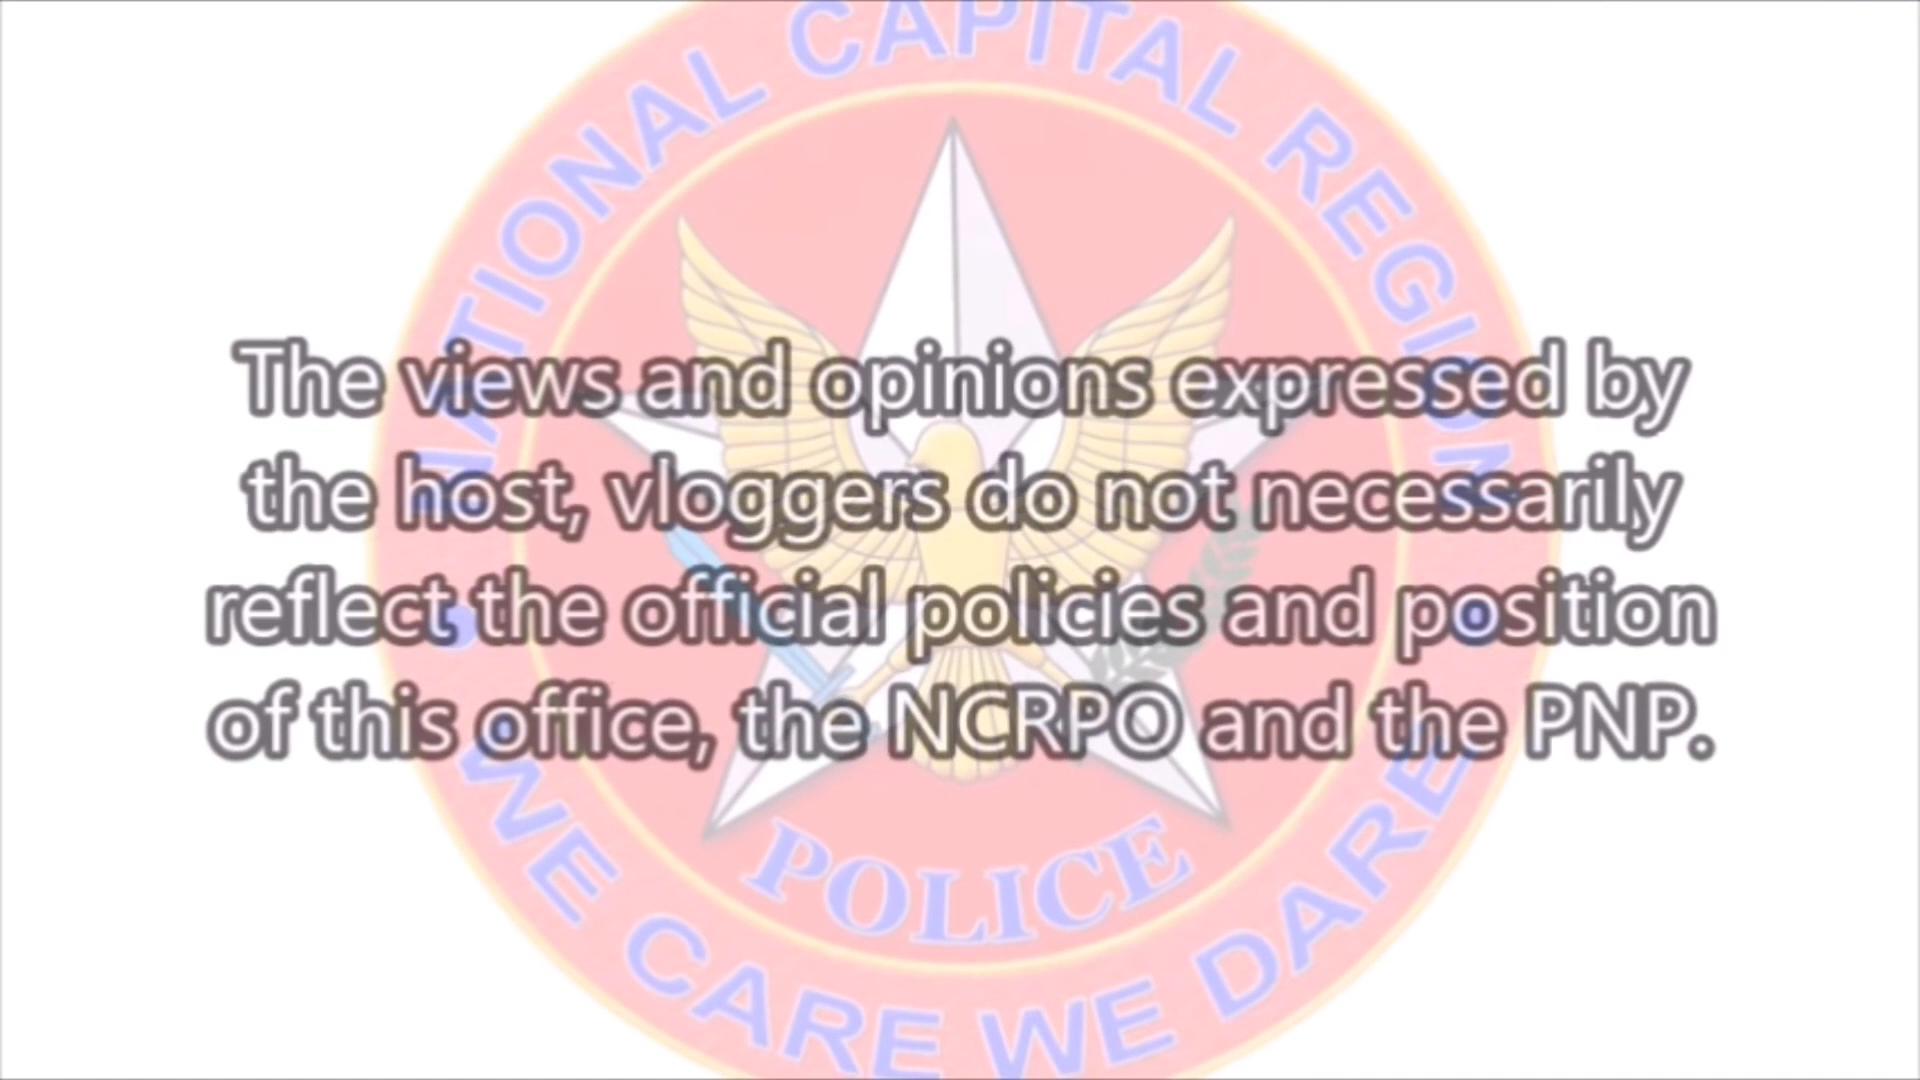 NATIONAL CAPITAL REGION
The views and opinions expressed by
the host, vloggers do not necessarily
reflect the official policies and position
of this office, the NCRPO and the PNP.
POLICE
WE CARE WE DARE